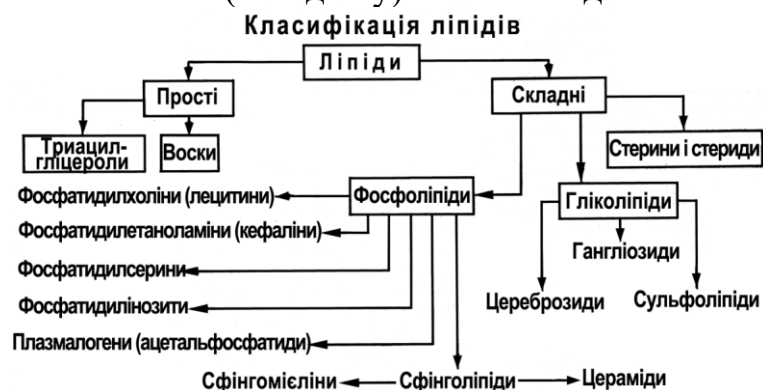 Класифікація ліпідів
Ліпіди
Прості
Складні
Триацил-
гліцероли
Воски
Стерини і стериди
Фосфатидилхоліни (лецитини)
Фосфоліпіди
Гліколіпіди
Фосфатидилетаноламіни (кефаліни)
Гангліозиди
Фосфатидилсерини
Цереброзиди
Сульфоліпіди
Фосфатидилінозити
Плазмалогени (ацетальфосфатиди)
Сфінгомієліни
Сфінголіпіди
Цераміди